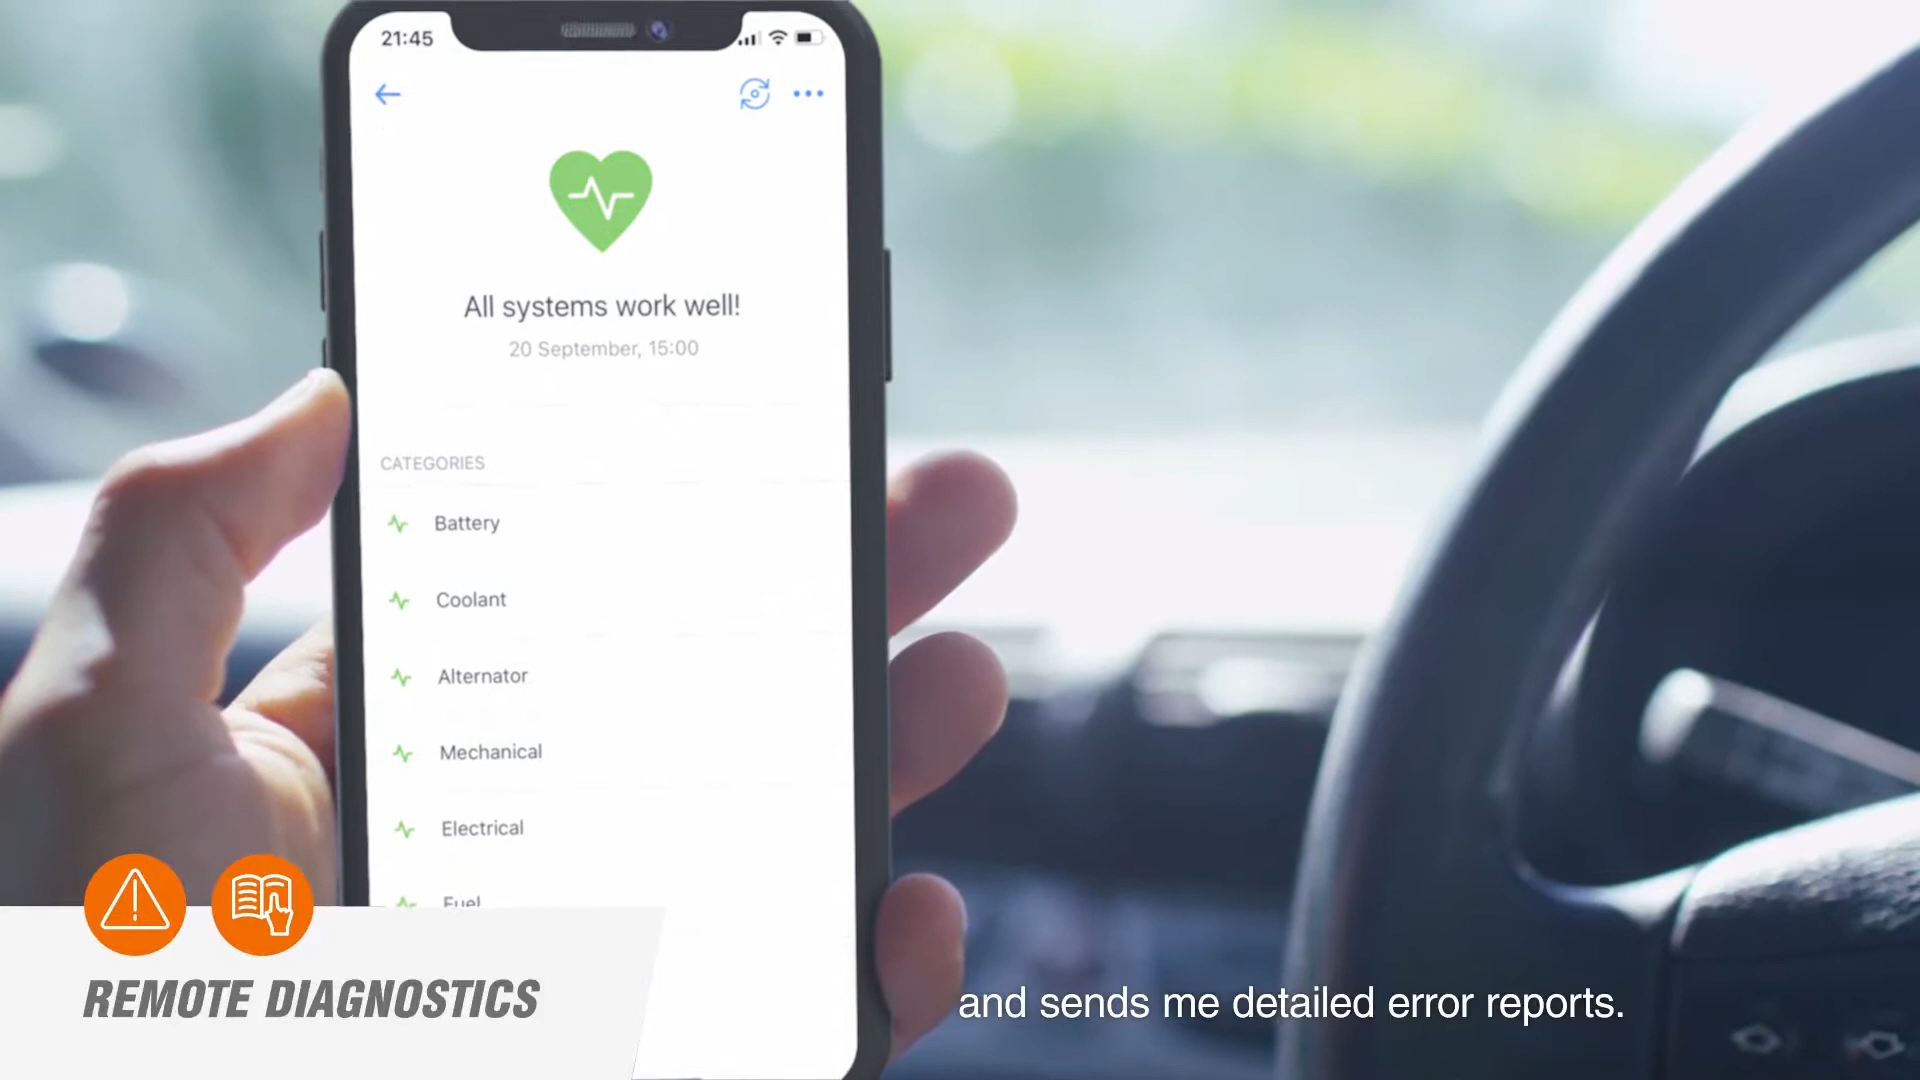 21:45
All systems work well!
20 September, 15:00
CATEGORIES
Battery
Coolant
Alternator
Mechanical
Electrical
Fuel
REMOTE DIAGNOSTICS
and sends me detailed error reports.